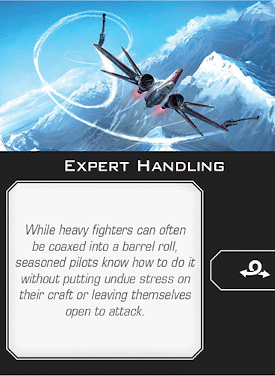 Expert Handling
While heavy fighters can often
be coaxed into a barrel roll,
seasoned pilots know how to do it
without putting undue stress on
their craft or leaving themselves
open to attack.